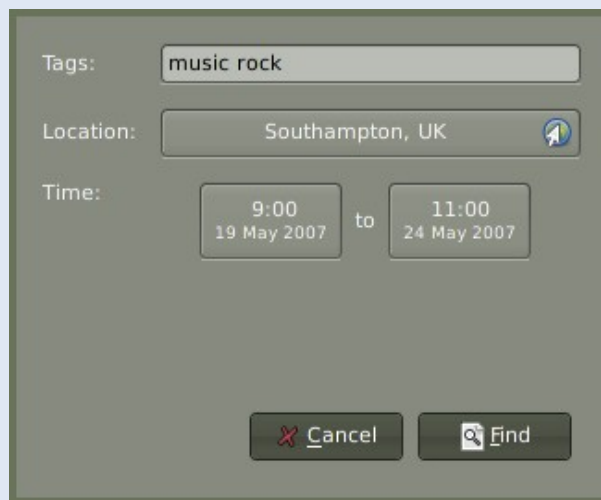 Tags:
music rock
Location:
Southampton, UK
Time:
9:00
19 May 2007
to
11:00
24 May 2007
Cancel
Find